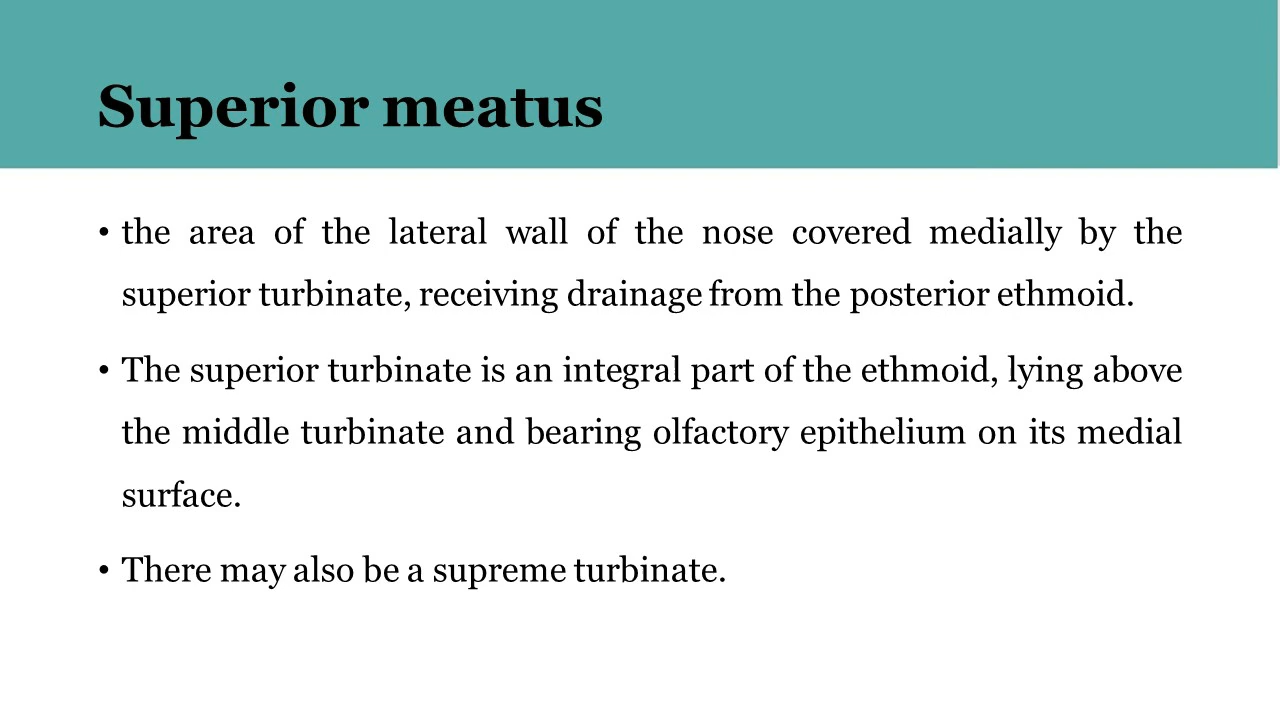 Superior meatus
• the area of the lateral wall of the nose covered medially by the
superior turbinate, receiving drainage from the posterior ethmoid.
• The superior turbinate is an integral part of the ethmoid, lying above
the middle turbinate and bearing olfactory epithelium on its medial
surface.
• There may also be a supreme turbinate.